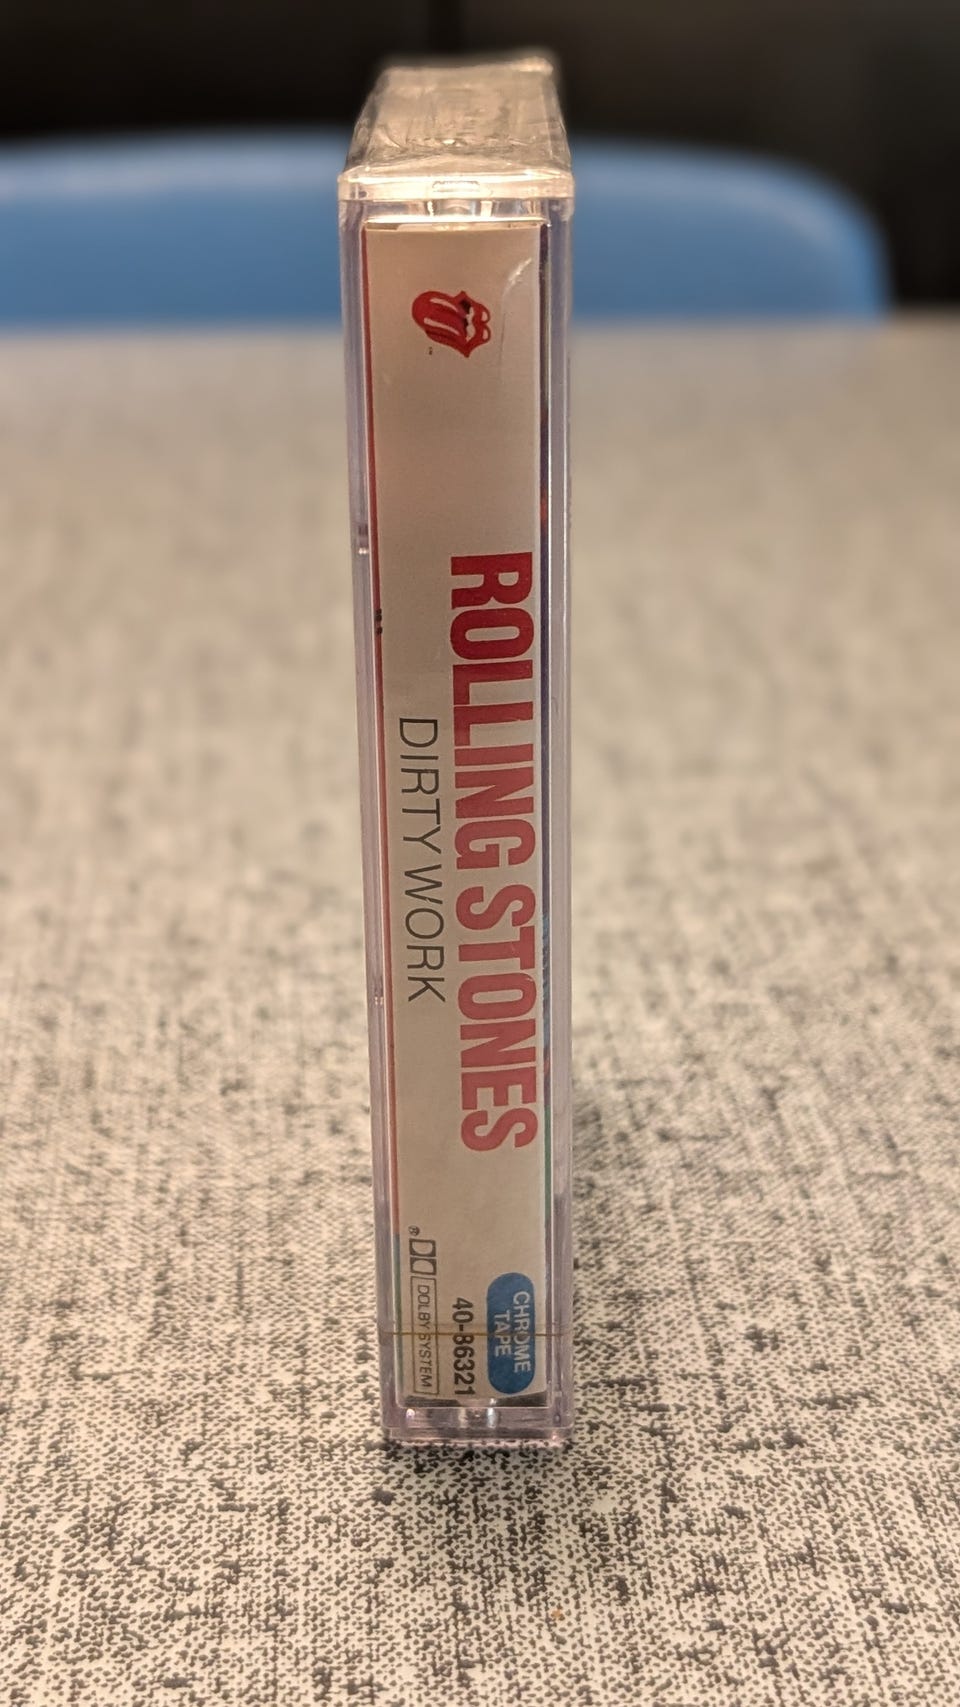 ROLLING STONES
DIRTY WORK
CHROME
TAPE
40-86321
DOLBY SYSTEM
®